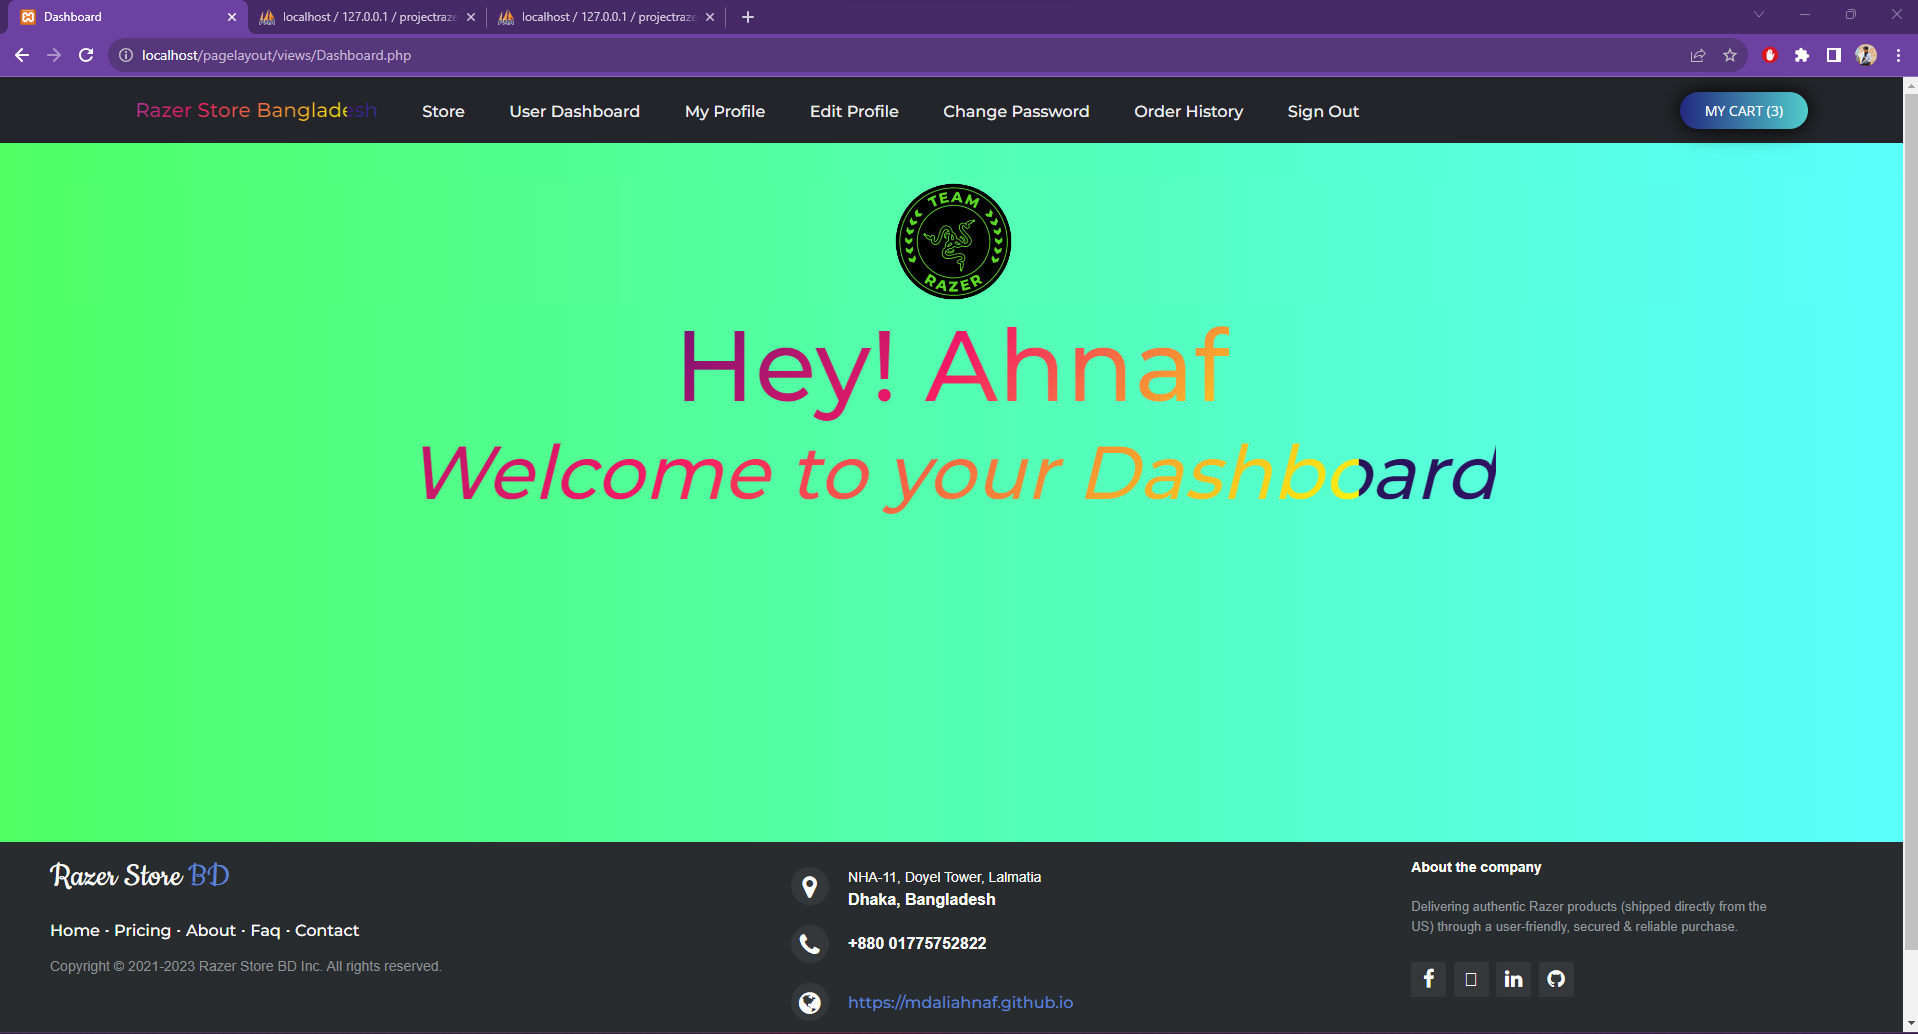 Dashboard
localhost / 127.0.0.1 / projectraze
localhost / 127.0.0.1 / projectraze
localhost/pagelayout/views/Dashboard.php
Razer Store Bangladesh
Store
User Dashboard
My Profile
Edit Profile
Change Password
Order History
Sign Out
MY CART (3)
TEAM
RAZER
Hey! Ahnaf
Welcome to your Dashboard
Razer Store BD
Home · Pricing · About · Faq · Contact
Copyright © 2021-2023 Razer Store BD Inc. All rights reserved.
NHA-11, Doyel Tower, Lalmatia
Dhaka, Bangladesh
+880 01775752822
https://mdaliahnaf.github.io
About the company
Delivering authentic Razer products (shipped directly from the
US) through a user-friendly, secured & reliable purchase.